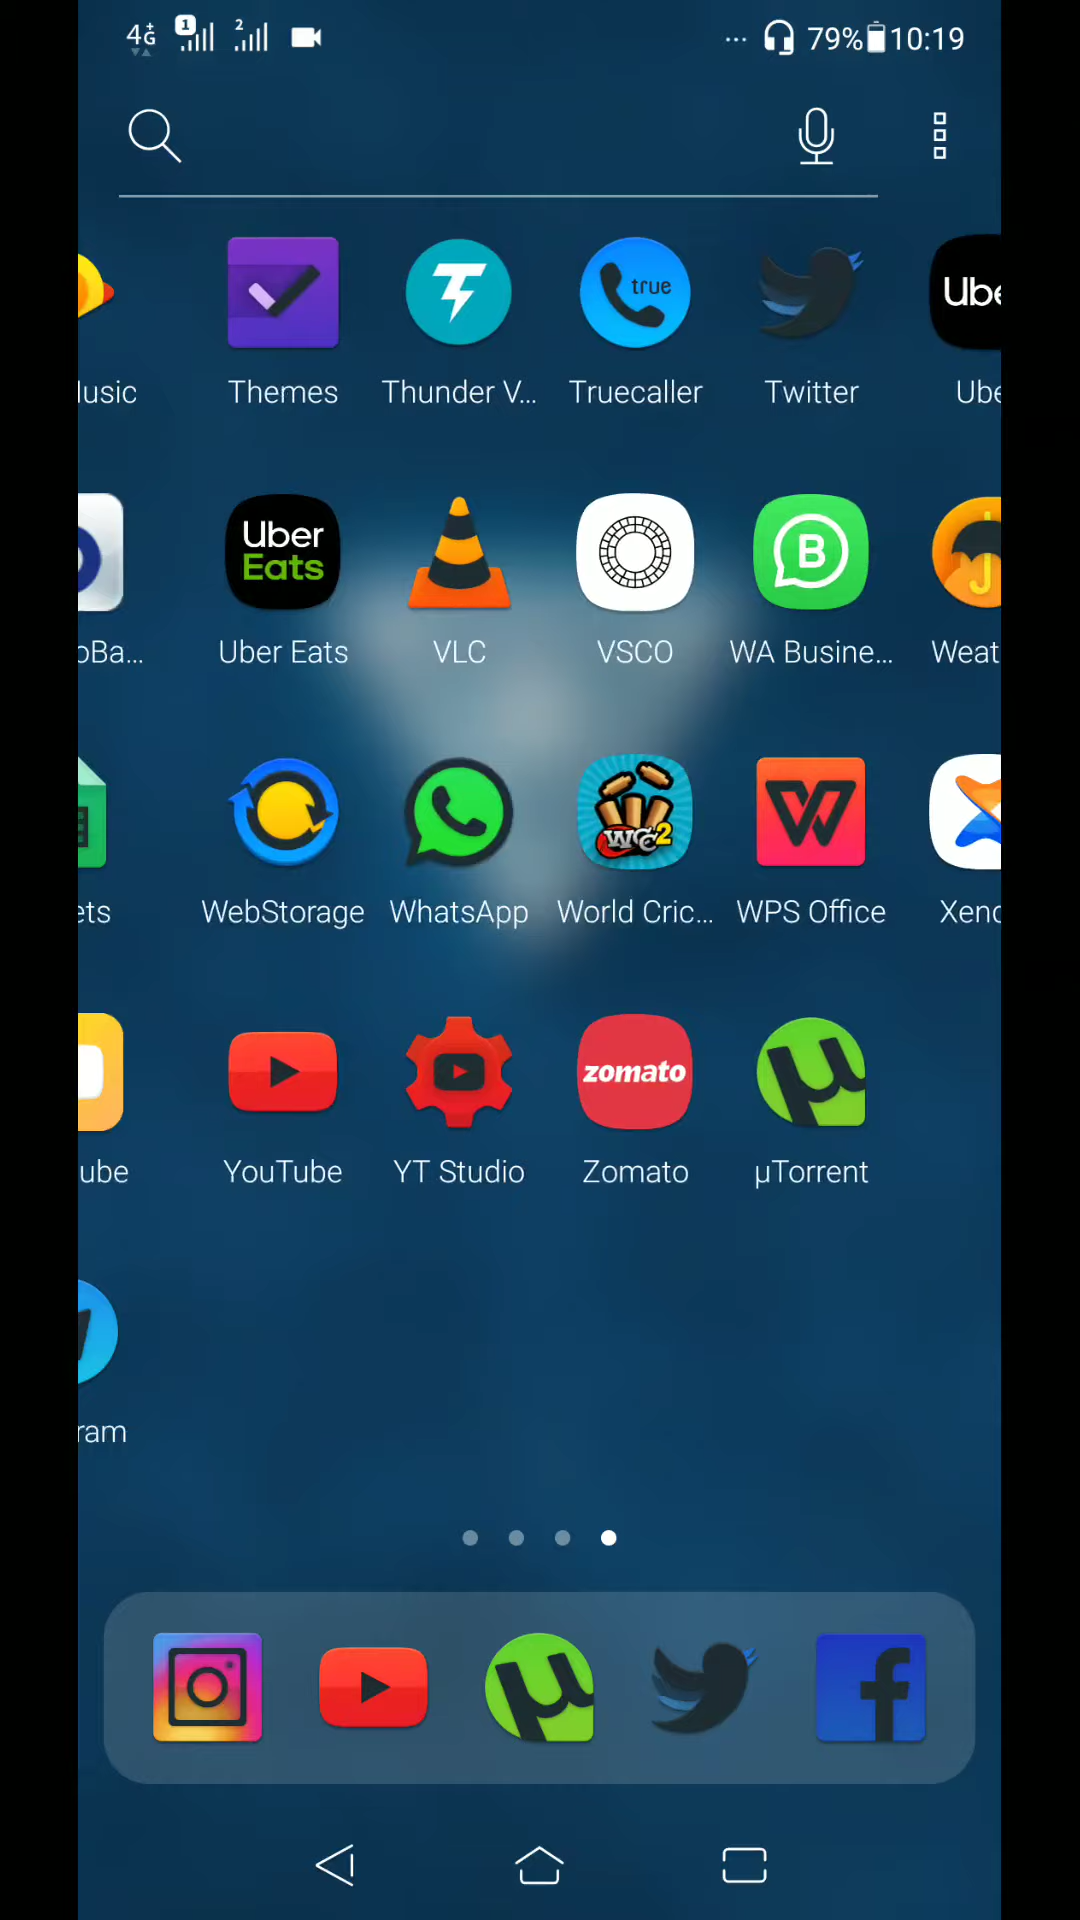 4G+ 1 2 ... 79% 10:19
true
Ube
lusic Themes Thunder V... Truecaller Twitter Ube
Uber
Eats
B
oBa... Uber Eats VLC VSCO WA Busine... Weat
W
WCC2
ets WebStorage WhatsApp World Cric... WPS Office Xenc
zomato
µ
ube YouTube YT Studio Zomato µTorrent
ram
µ f